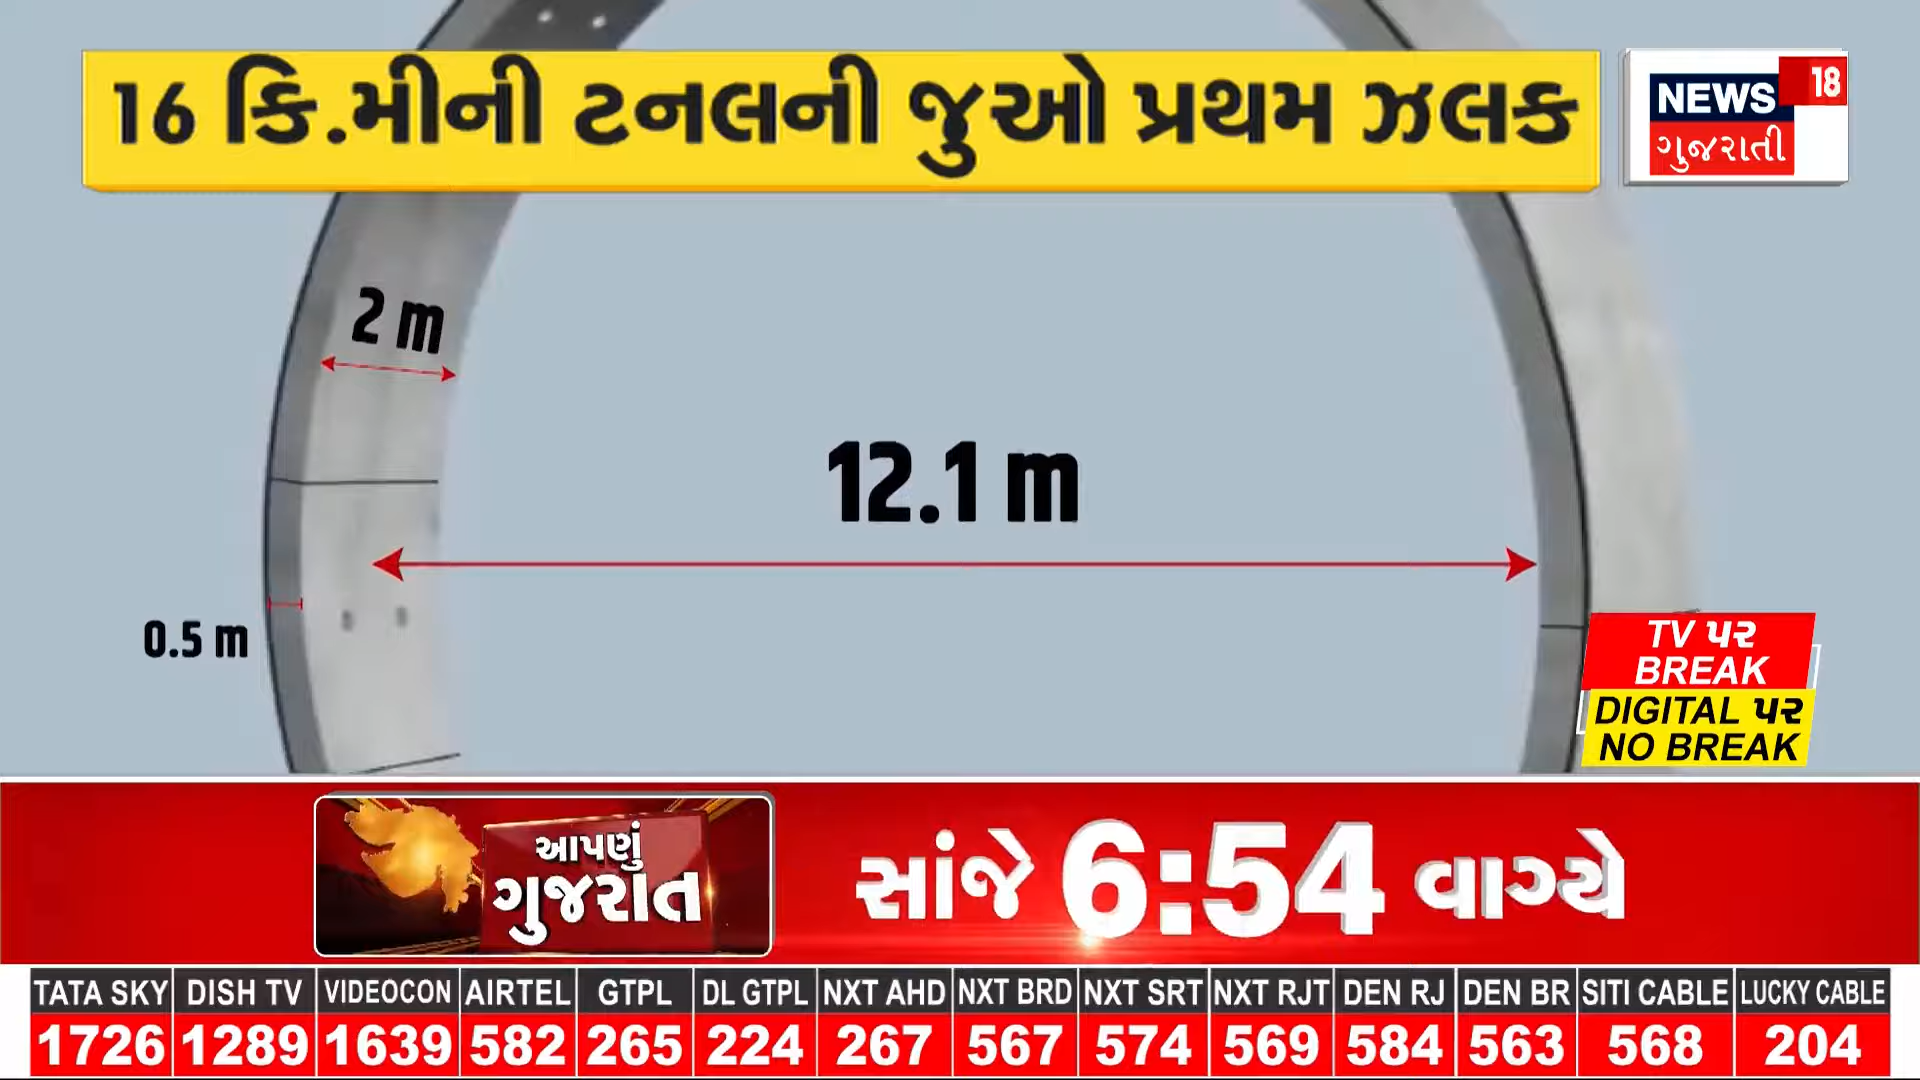 16 કિ.મીની ટનલની જુઓ પ્રથમ ઝલક
NEWS 18
ગુજરાતી
2 m
12.1 m
0.5 m
TV પર
BREAK
DIGITAL પર
NO BREAK
આપણું
ગુજરાત
સાંજે 6:54 વાગ્યે
TATA SKY DISH TV VIDEOCON AIRTEL GTPL DL GTPL NXT AHD NXT BRD NXT SRT NXT RJT DEN RJ DEN BR SITI CABLE LUCKY CABLE
1726 1289 1639 582 265 224 267 567 574 569 584 563 568 204